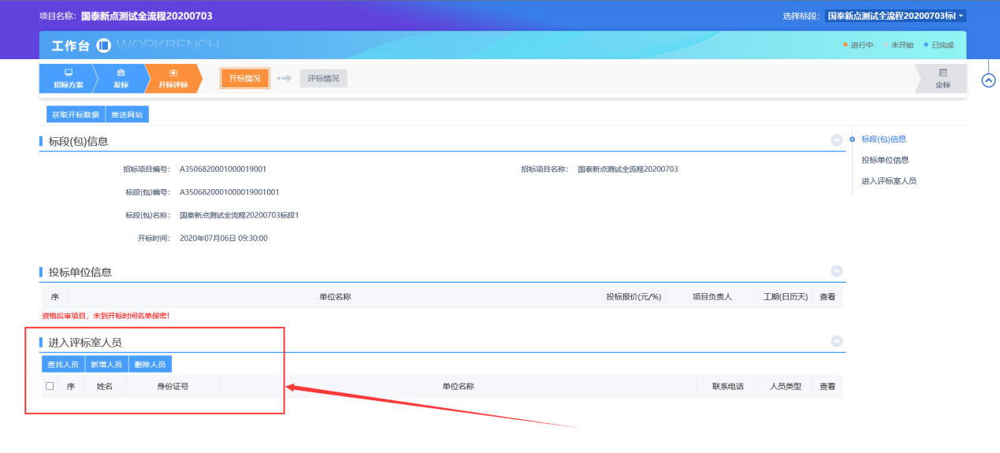 项目名称: 国泰新点测试全流程20200703
选择标段: 国泰新点测试全流程20200703标
工作台 WORKBENCH
进行中 未开始 已完成
招标方案 发标 开标评标 开标情况 评标情况 定标
获取开标数据 推送网站
标段(包)信息
标段(包)信息
投标单位信息
进入评标室人员
招标项目编号: A3506820001000019001 招标项目名称: 国泰新点测试全流程20200703
标段(包)编号: A3506820001000019001001
标段(包)名称: 国泰新点测试全流程20200703标段1
开标时间: 2020年07月06日 09:30:00
投标单位信息
序 单位名称 投标报价(元/%) 项目负责人 工期(日历天) 查看
资格后审项目，未到开标时间名单保密!
进入评标室人员
查找人员 新增人员 删除人员
序 姓名 身份证号 单位名称 联系电话 人员类型 查看